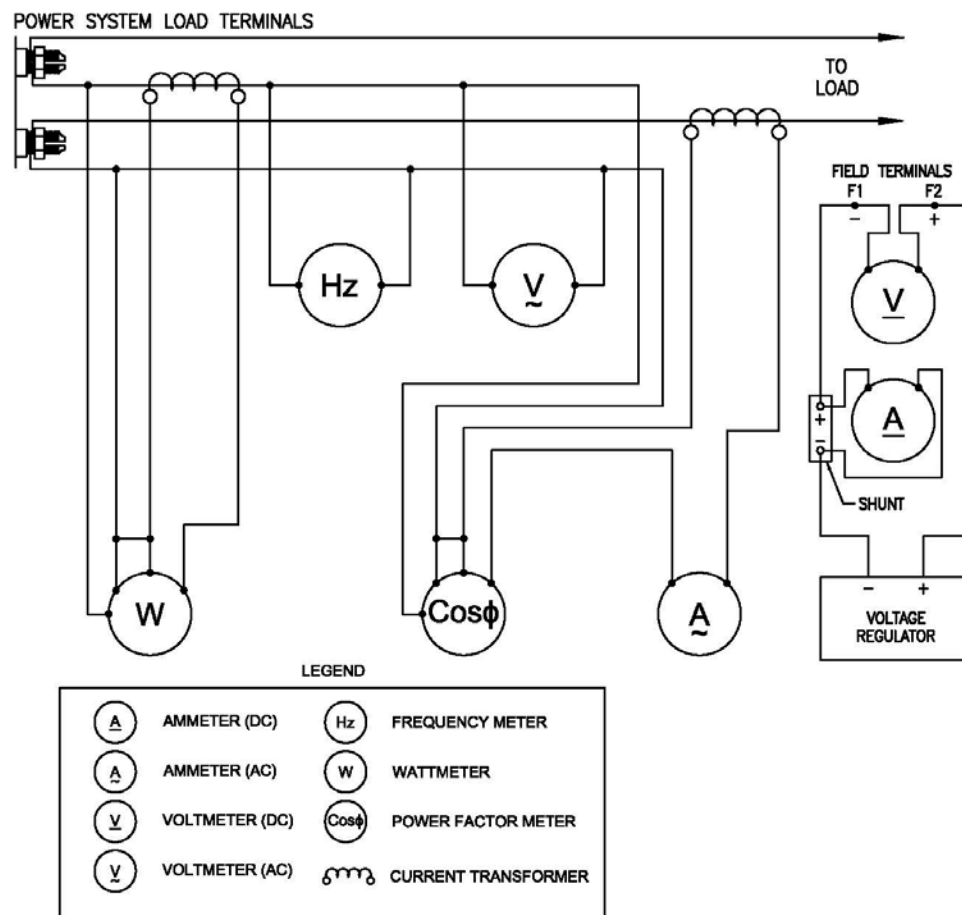 POWER SYSTEM LOAD TERMINALS
TO
LOAD
FIELD TERMINALS
F1 F2
- +
Hz
V
~
V
A
+
-
SHUNT
W
Cosϕ
A
~
- +
VOLTAGE
REGULATOR
LEGEND
A AMMETER (DC) Hz FREQUENCY METER
A ~ AMMETER (AC) W WATTMETER
V VOLTMETER (DC) Cosϕ POWER FACTOR METER
V ~ VOLTMETER (AC) CURRENT TRANSFORMER